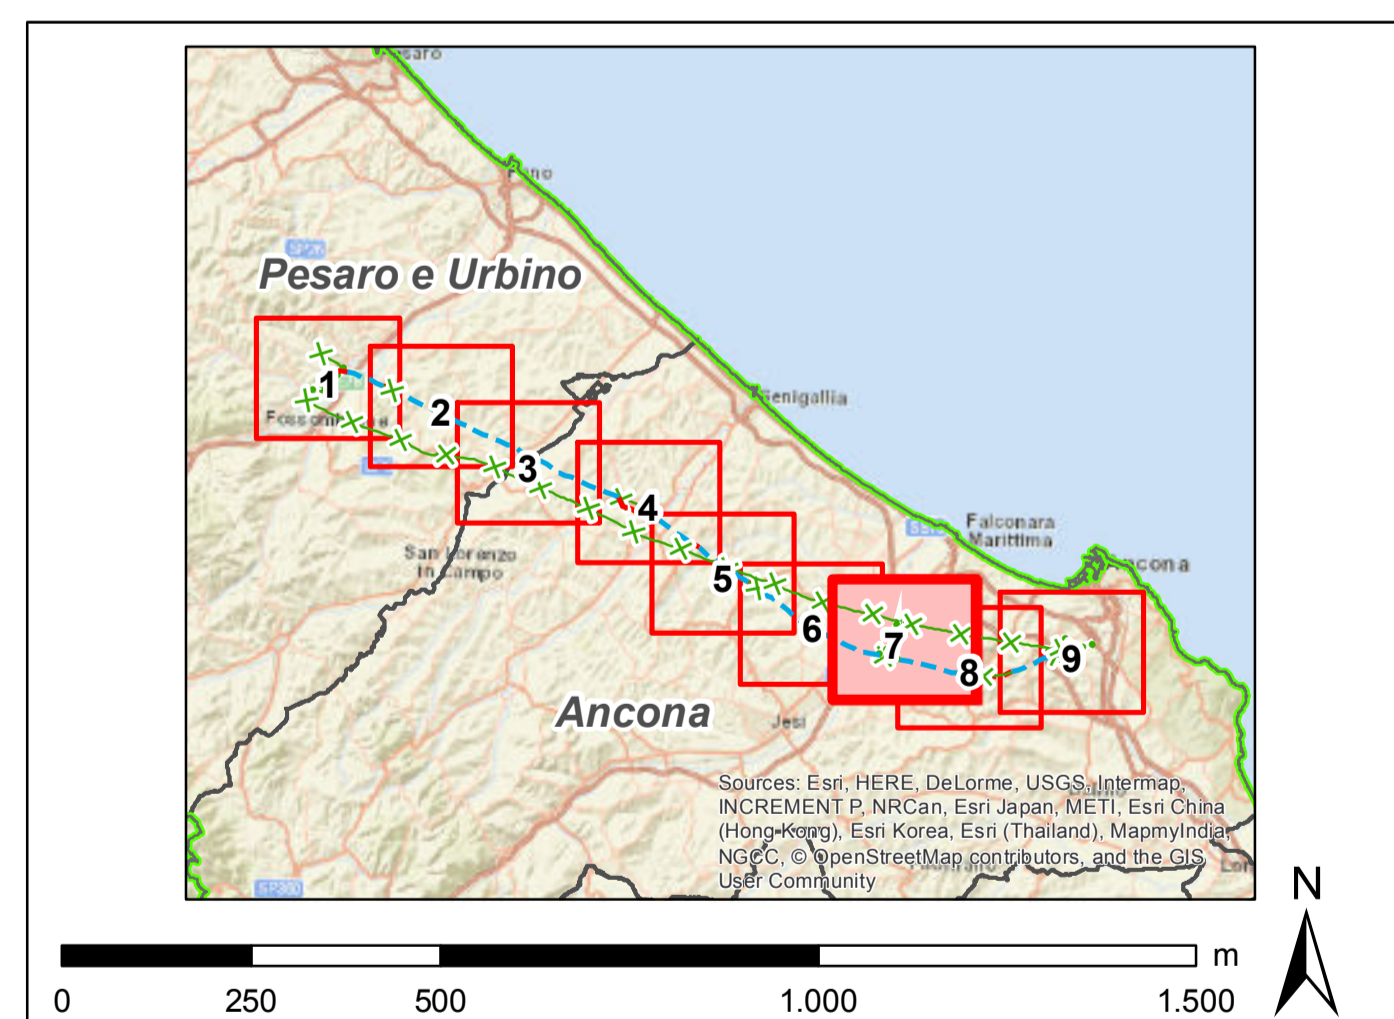 Pesaro e Urbino
1
2
3
San Lorenzo
In Campo
4
Senigallia
5
6
Falconara
Marittima
7
8
9
Ancona
Jesi
Sources: Esri, HERE, DeLorme, USGS, Intermap,
INCREMENT P, NRCan, Esri Japan, METI, Esri China
(Hong Kong), Esri Korea, Esri (Thailand), MapmyIndia,
NGCC, © OpenStreetMap contributors, and the GIS
User Community
SP360
N
m
0 250 500 1.000 1.500